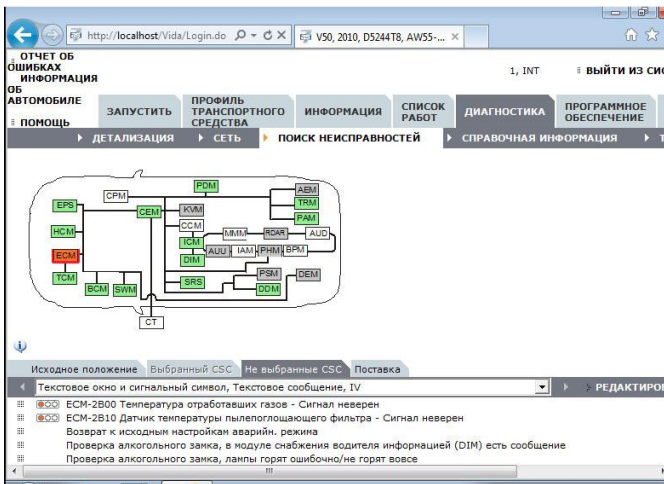 http://localhost/Vida/Login.do
V50, 2010, D5244T8, AW55-...
ОТЧЕТ ОБ
ОШИБКАХ
ИНФОРМАЦИЯ
ОБ
АВТОМОБИЛЕ
ПОМОЩЬ
1, INT
ВЫЙТИ ИЗ СИС
ЗАПУСТИТЬ
ПРОФИЛЬ
ТРАНСПОРТНОГО
СРЕДСТВА
ИНФОРМАЦИЯ
СПИСОК
РАБОТ
ДИАГНОСТИКА
ПРОГРАММНОЕ
ОБЕСПЕЧЕНИЕ
ДЕТАЛИЗАЦИЯ СЕТЬ ПОИСК НЕИСПРАВНОСТЕЙ СПРАВОЧНАЯ ИНФОРМАЦИЯ Т
PDM
CPM AEM
EPS TRM
CEM KVM PAM
CCM
HCM MMM RDAR AUD
ICM
ECM AUU IAM PHM BPM
DIM
TCM PSM DEM
BCM SWM SRS DDM
CT
Исходное положение Выбранный CSC Не выбранные CSC Поставка
Текстовое окно и сигнальный символ, Текстовое сообщение, IV РЕДАКТИРО
ECM-2B00 Температура отработавших газов - Сигнал неверен
ECM-2B10 Датчик температуры пылепоглощающего фильтра - Сигнал неверен
Возврат к исходным настройкам аварийн. режима
Проверка алкогольного замка, в модуле снабжения водителя информацией (DIM) есть сообщение
Проверка алкогольного замка, лампы горят ошибочно/не горят вовсе